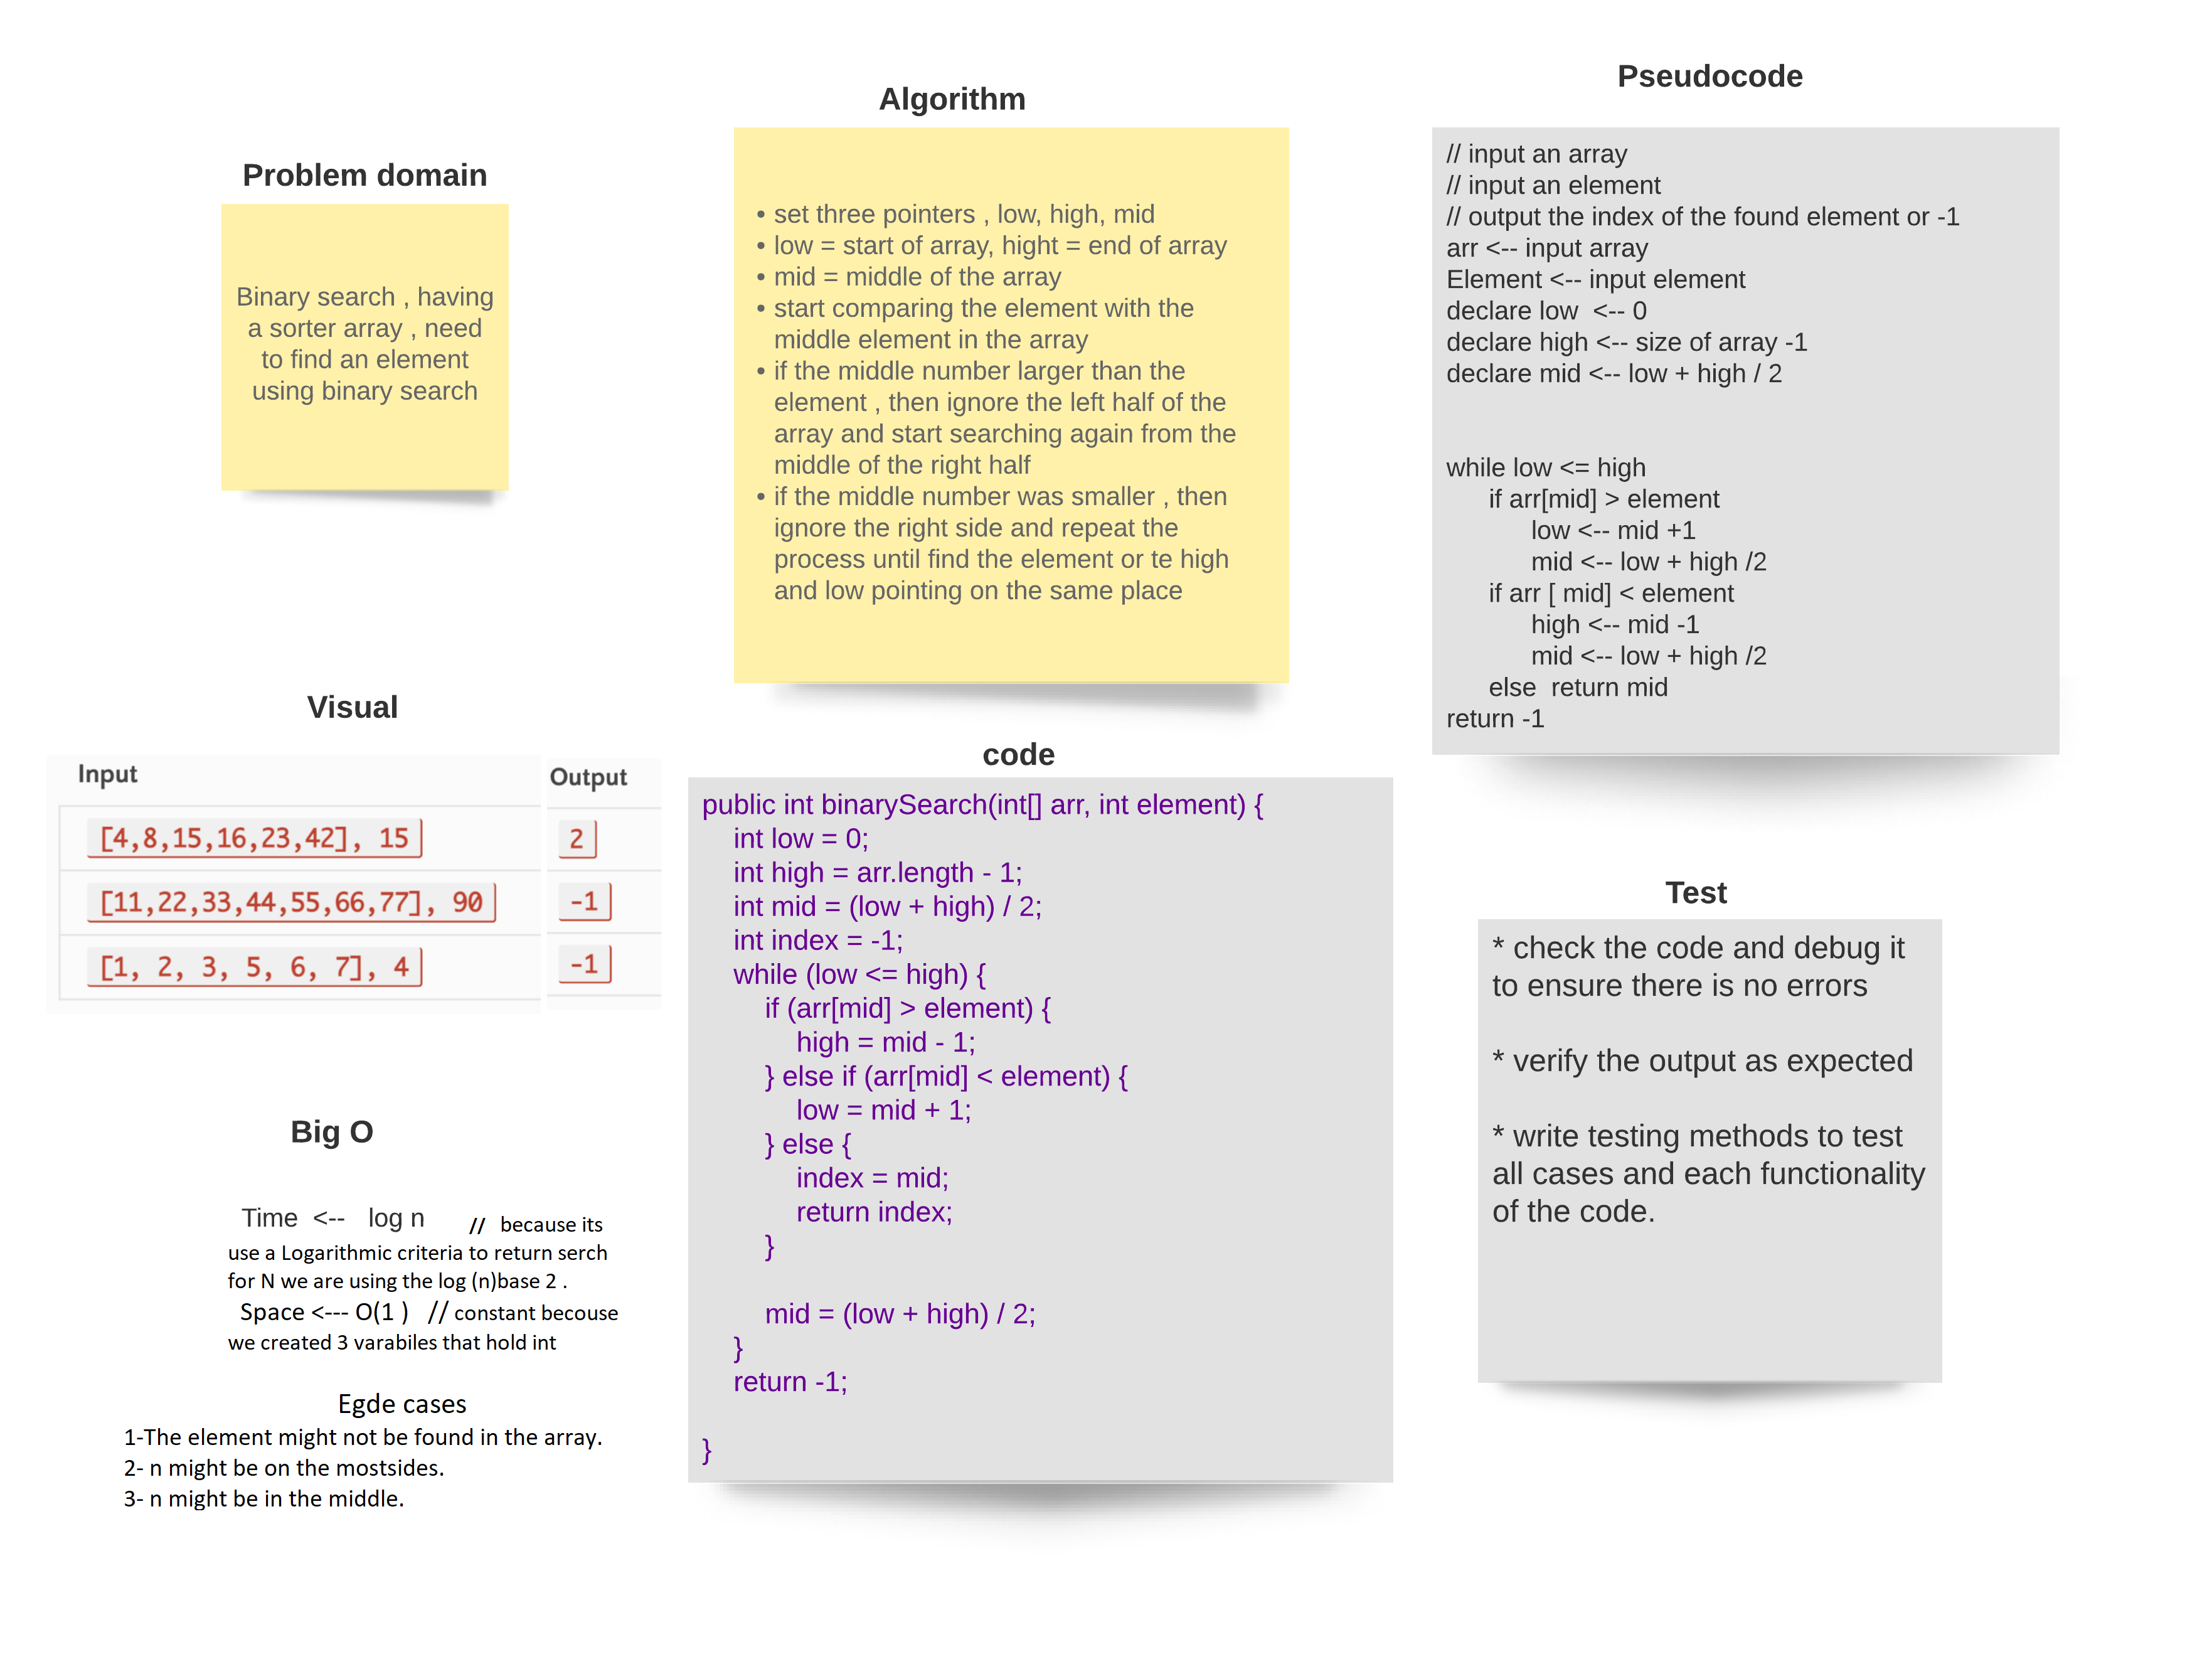 Problem domain
Binary search , having
a sorter array , need
to find an element
using binary search
Algorithm
• set three pointers , low, high, mid
• low = start of array, hight = end of array
• mid = middle of the array
• start comparing the element with the
middle element in the array
• if the middle number larger than the
element , then ignore the left half of the
array and start searching again from the
middle of the right half
• if the middle number was smaller , then
ignore the right side and repeat the
process until find the element or te high
and low pointing on the same place
Pseudocode
// input an array
// input an element
// output the index of the found element or -1
arr <-- input array
Element <-- input element
declare low  <-- 0
declare high <-- size of array -1
declare mid <-- low + high / 2
while low <= high
if arr[mid] > element
low <-- mid +1
mid <-- low + high /2
if arr [ mid] < element
high <-- mid -1
mid <-- low + high /2
else  return mid
return -1
Visual
Input Output
[4,8,15,16,23,42], 15 2
[11,22,33,44,55,66,77], 90 -1
[1, 2, 3, 5, 6, 7], 4 -1
code
public int binarySearch(int[] arr, int element) {
int low = 0;
int high = arr.length - 1;
int mid = (low + high) / 2;
int index = -1;
while (low <= high) {
if (arr[mid] > element) {
high = mid - 1;
} else if (arr[mid] < element) {
low = mid + 1;
} else {
index = mid;
return index;
}
mid = (low + high) / 2;
}
return -1;
}
Test
* check the code and debug it
to ensure there is no errors
* verify the output as expected
* write testing methods to test
all cases and each functionality
of the code.
Big O
Time  <--   log n   //  because its
use a Logarithmic criteria to return serch
for N we are using the log (n)base 2 .
Space <--- O(1 )   // constant becouse
we created 3 varabiles that hold int
Egde cases
1-The element might not be found in the array.
2- n might be on the mostsides.
3- n might be in the middle.